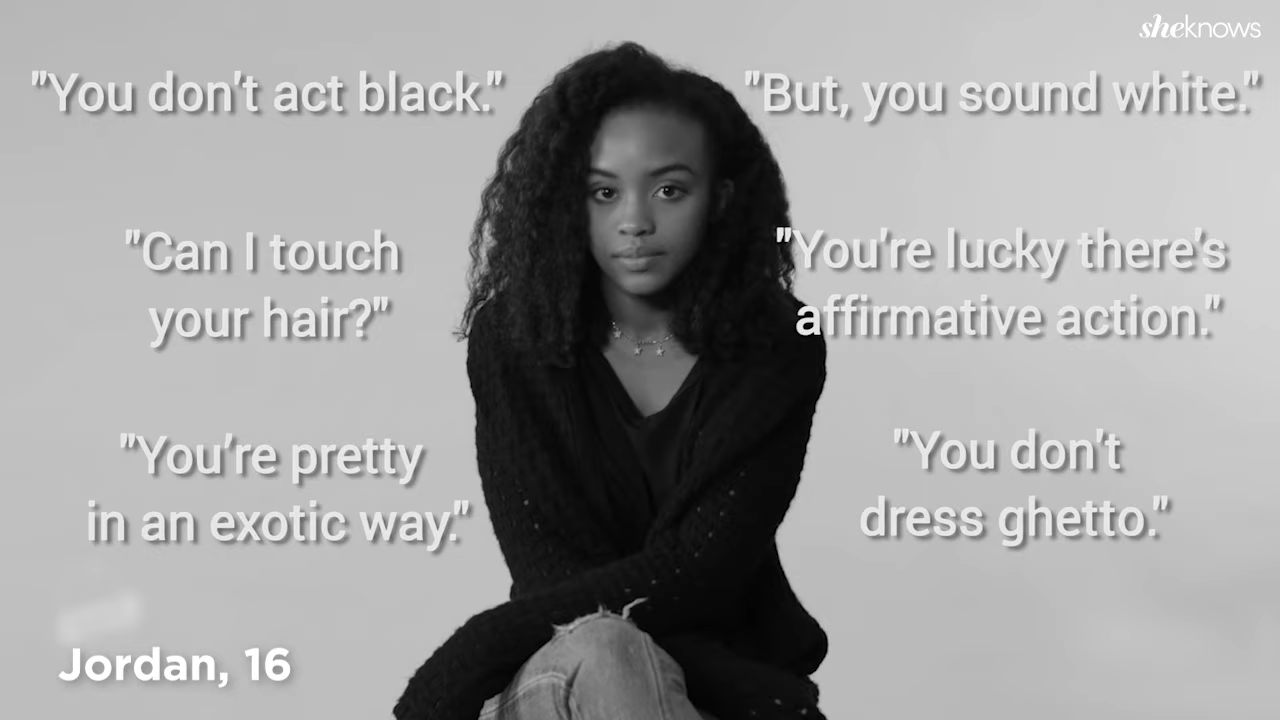 sheknows
"You don't act black."
"But, you sound white."
"Can I touch
your hair?"
"You're lucky there's
affirmative action."
"You're pretty
in an exotic way."
"You don't
dress ghetto."
Jordan, 16